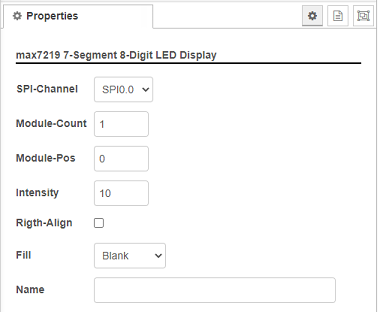 Properties
max7219 7-Segment 8-Digit LED Display
SPI-Channel SPI0.0
Module-Count 1
Module-Pos 0
Intensity 10
Rigth-Align
Fill Blank
Name